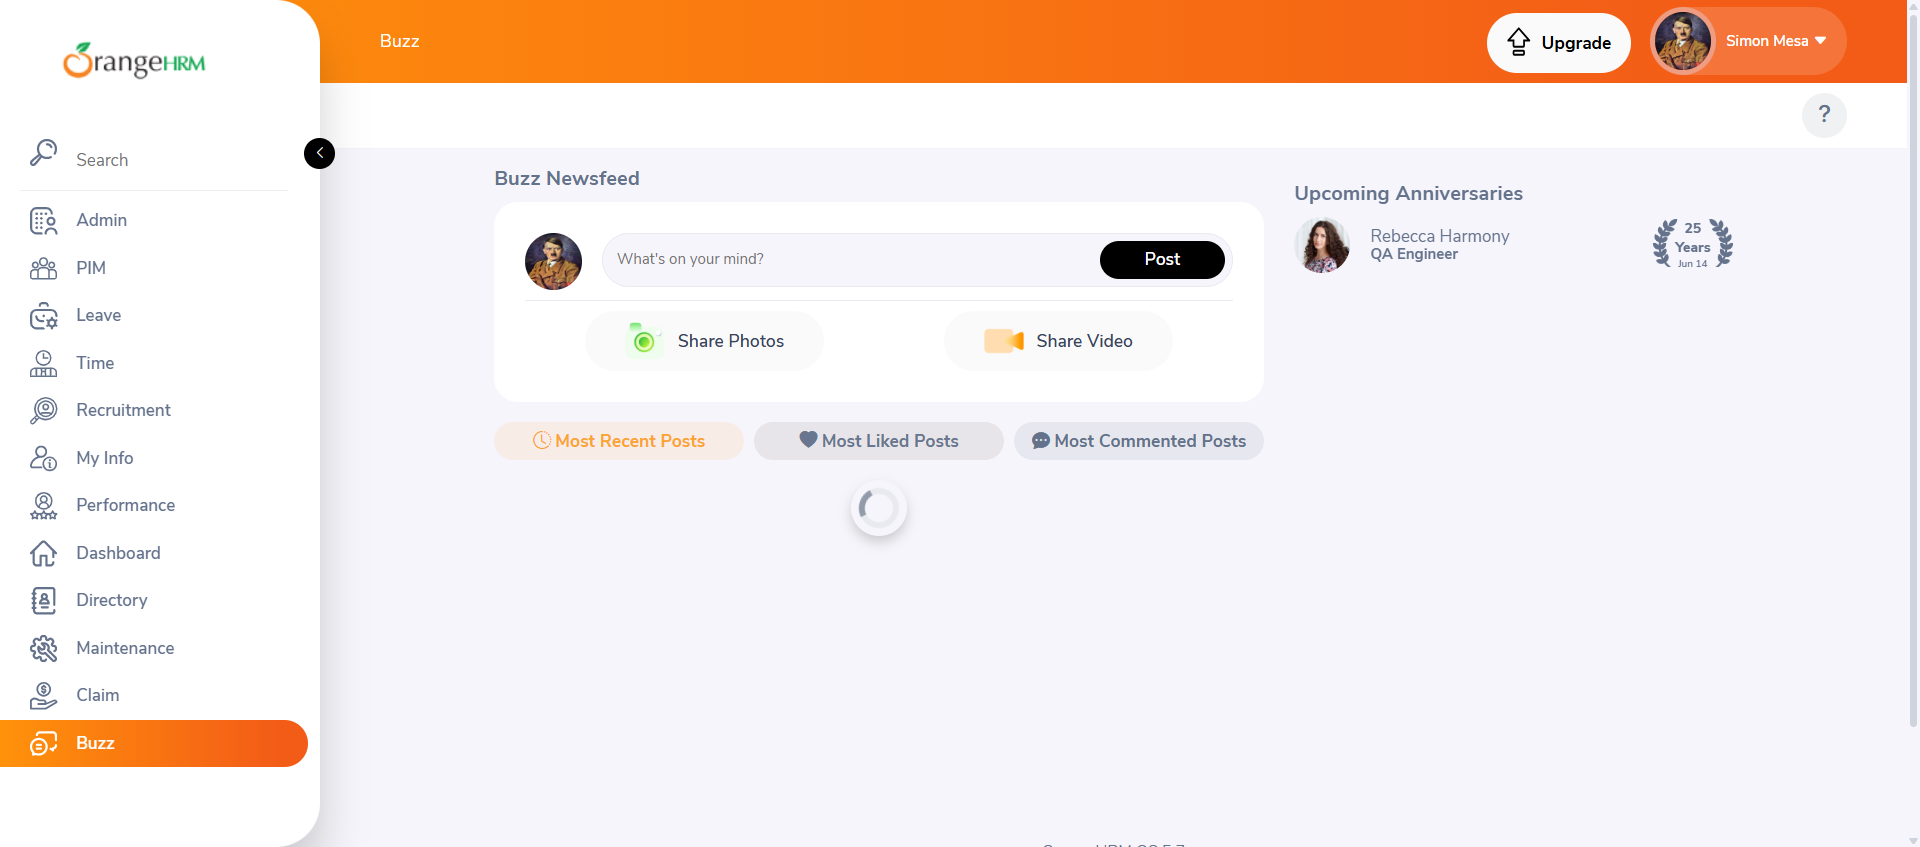 OrangeHRM
Search
Admin
PIM
Leave
Time
Recruitment
My Info
Performance
Dashboard
Directory
Maintenance
Claim
Buzz
Buzz
Upgrade
Simon Mesa
?
Buzz Newsfeed
What's on your mind?
Post
Share Photos
Share Video
Most Recent Posts
Most Liked Posts
Most Commented Posts
Upcoming Anniversaries
Rebecca Harmony
QA Engineer
25
Years
Jun 14